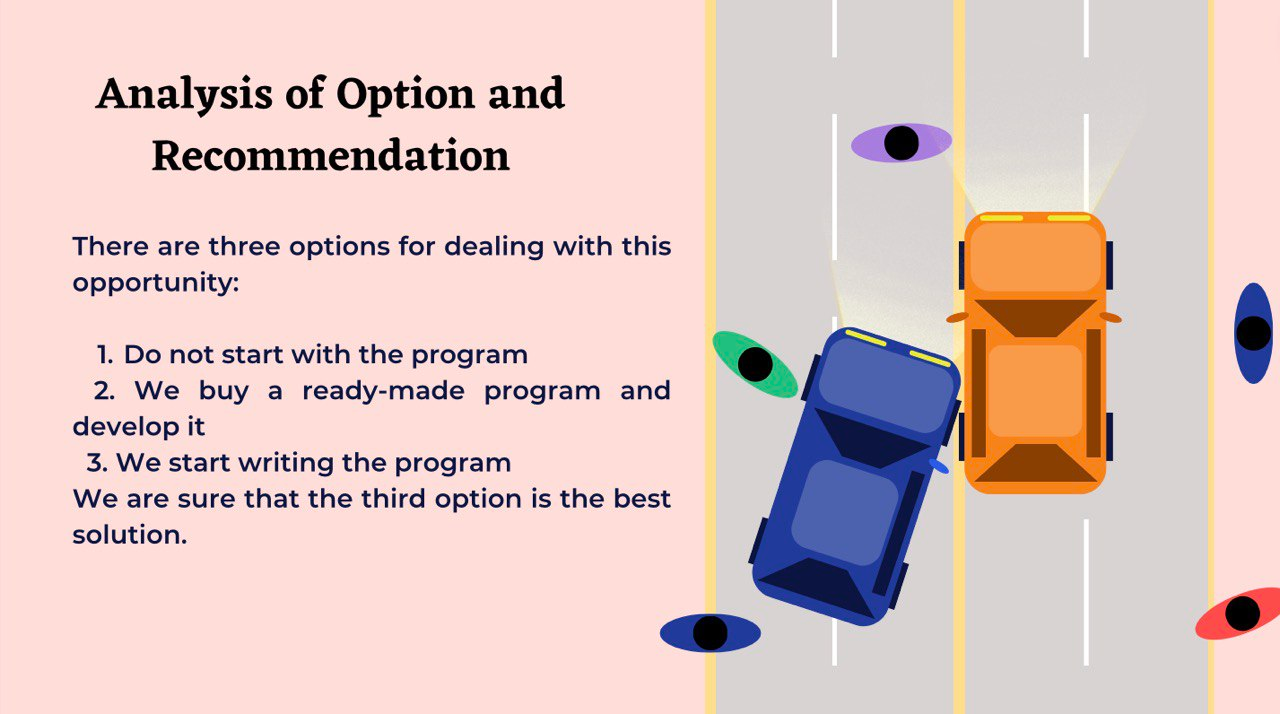 Analysis of Option and
Recommendation
There are three options for dealing with this
opportunity:
1. Do not start with the program
2. We buy a ready-made program and
develop it
3. We start writing the program
We are sure that the third option is the best
solution.